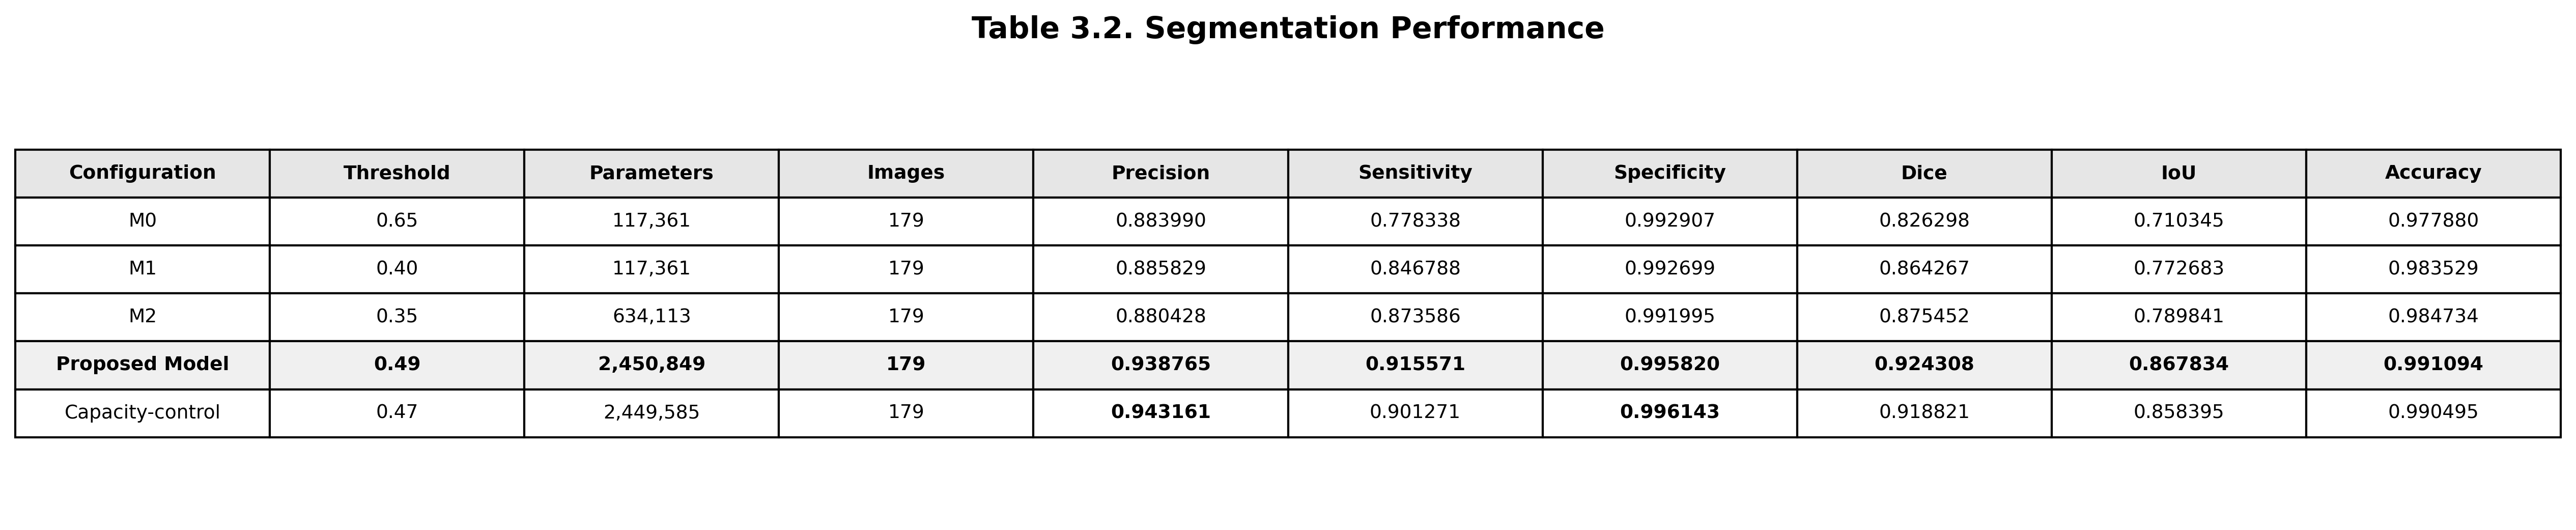 Table 3.2. Segmentation Performance
Configuration Threshold Parameters Images Precision Sensitivity Specificity Dice IoU Accuracy
M0 0.65 117,361 179 0.883990 0.778338 0.992907 0.826298 0.710345 0.977880
M1 0.40 117,361 179 0.885829 0.846788 0.992699 0.864267 0.772683 0.983529
M2 0.35 634,113 179 0.880428 0.873586 0.991995 0.875452 0.789841 0.984734
Proposed Model 0.49 2,450,849 179 0.938765 0.915571 0.995820 0.924308 0.867834 0.991094
Capacity-control 0.47 2,449,585 179 0.943161 0.901271 0.996143 0.918821 0.858395 0.990495